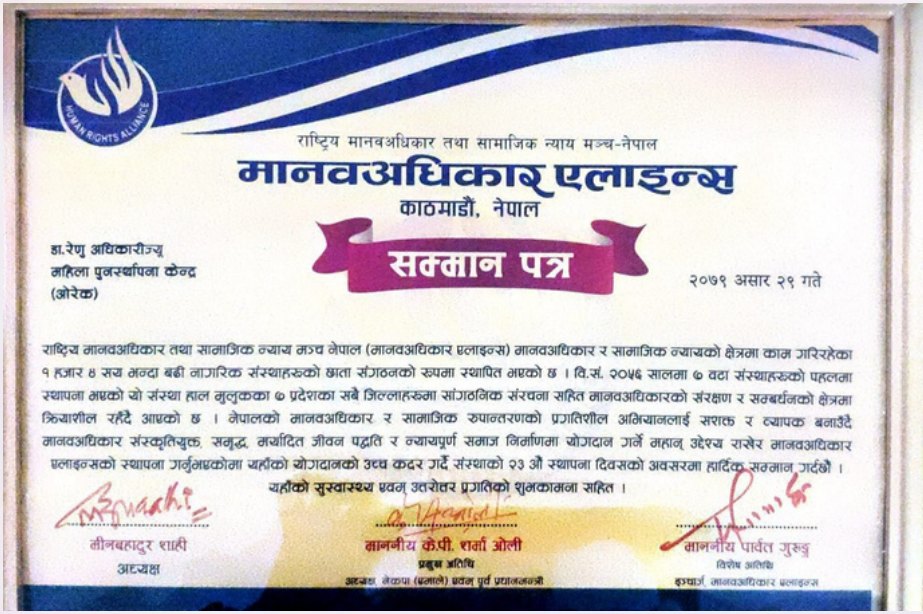 HUMAN RIGHTS ALLIANCE
राष्ट्रिय मानवअधिकार तथा सामाजिक न्याय मञ्च-नेपाल
मानवअधिकार एलाइन्स
काठमाडौं, नेपाल
सम्मान पत्र
डा.रेणु अधिकारीज्यू
महिला पुनर्स्थापना केन्द्र
(ओरेक)
२०७९ असार २९ गते
राष्ट्रिय मानवअधिकार तथा सामाजिक न्याय मञ्च नेपाल (मानवअधिकार एलाइन्स) मानवअधिकार र सामाजिक न्यायको क्षेत्रमा काम गरिरहेका
१ हजार ४ सय भन्दा बढी नागरिक संस्थाहरुको छाता संगठनको रुपमा स्थापित भएको छ । वि.सं. २०५६ सालमा ७ वटा संस्थाहरुको पहलमा
स्थापना भएको यो संस्था हाल मुलुकका ७ प्रदेशका सबै जिल्लाहरुमा सांगठनिक संरचना सहित मानवअधिकारको संरक्षण र सम्बर्धनको क्षेत्रमा
क्रियाशील रहँदै आएको छ । नेपालको मानवअधिकार र सामाजिक रुपान्तरणको प्रगतिशील अभियानलाई सशक्त र व्यापक बनाउँदै
मानवअधिकार संस्कृतियुक्त, समृद्ध, मर्यादित जीवन पद्धति र न्यायपूर्ण समाज निर्माणमा योगदान गर्ने महान् उद्देश्य राखेर मानवअधिकार
एलाइन्सको स्थापना गर्नुभएकोमा यहाँको योगदानको उच्च कदर गर्दै संस्थाको २३ औं स्थापना दिवसको अवसरमा हार्दिक सम्मान गर्दछौं ।
यहाँको सुस्वास्थ्य एवम् उत्तरोत्तर प्रगतिको शुभकामना सहित ।
मीनबहादुर शाही
अध्यक्ष
माननीय के.पी. शर्मा ओली
प्रमुख अतिथि
अध्यक्ष, नेकपा (एमाले) एवम् पूर्व प्रधानमन्त्री
माननीय पार्वत गुरुङ्ग
विशेष अतिथि
इञ्चार्ज, मानवअधिकार एलाइन्स